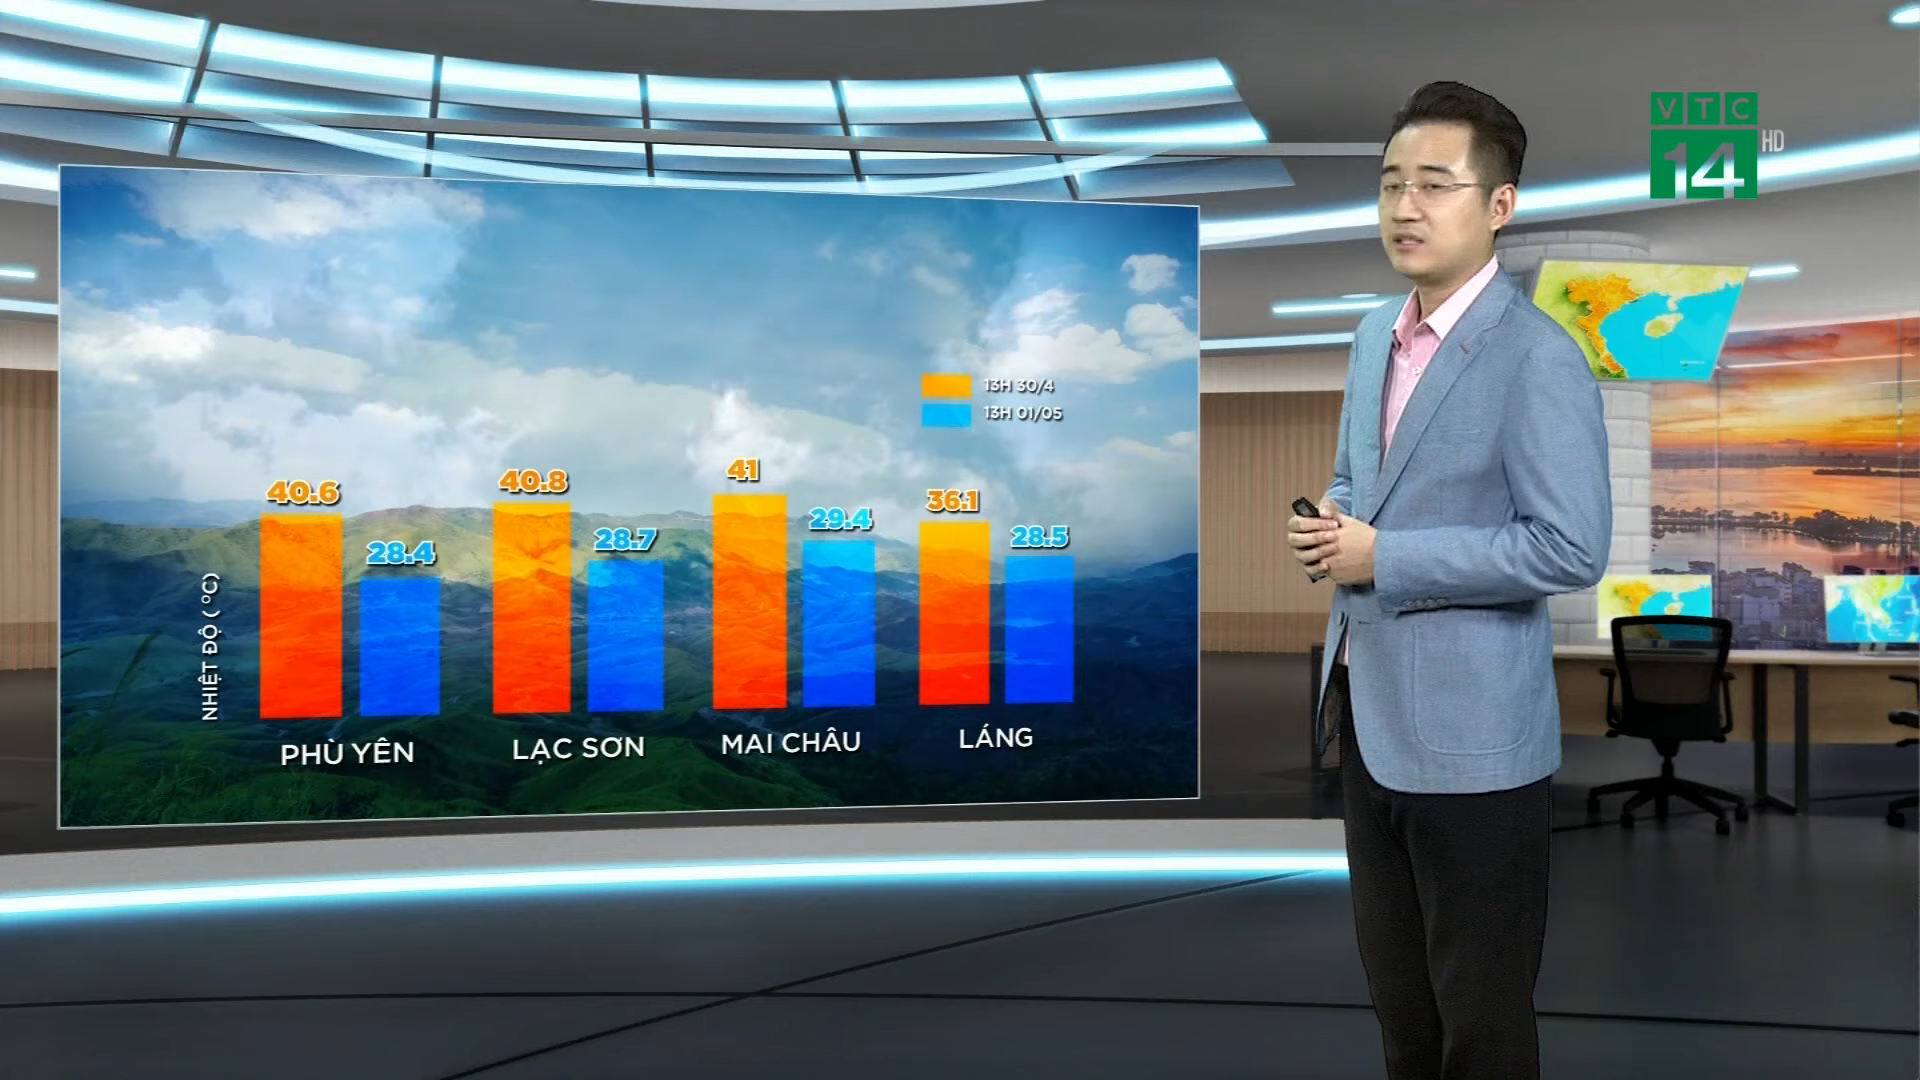 VTC
14
HD
13H 30/4
13H 01/05
40.6
28.4
40.8
28.7
41
29.4
36.1
28.5
NHIỆT ĐỘ ( °C)
PHÙ YÊN
LẠC SƠN
MAI CHÂU
LÁNG